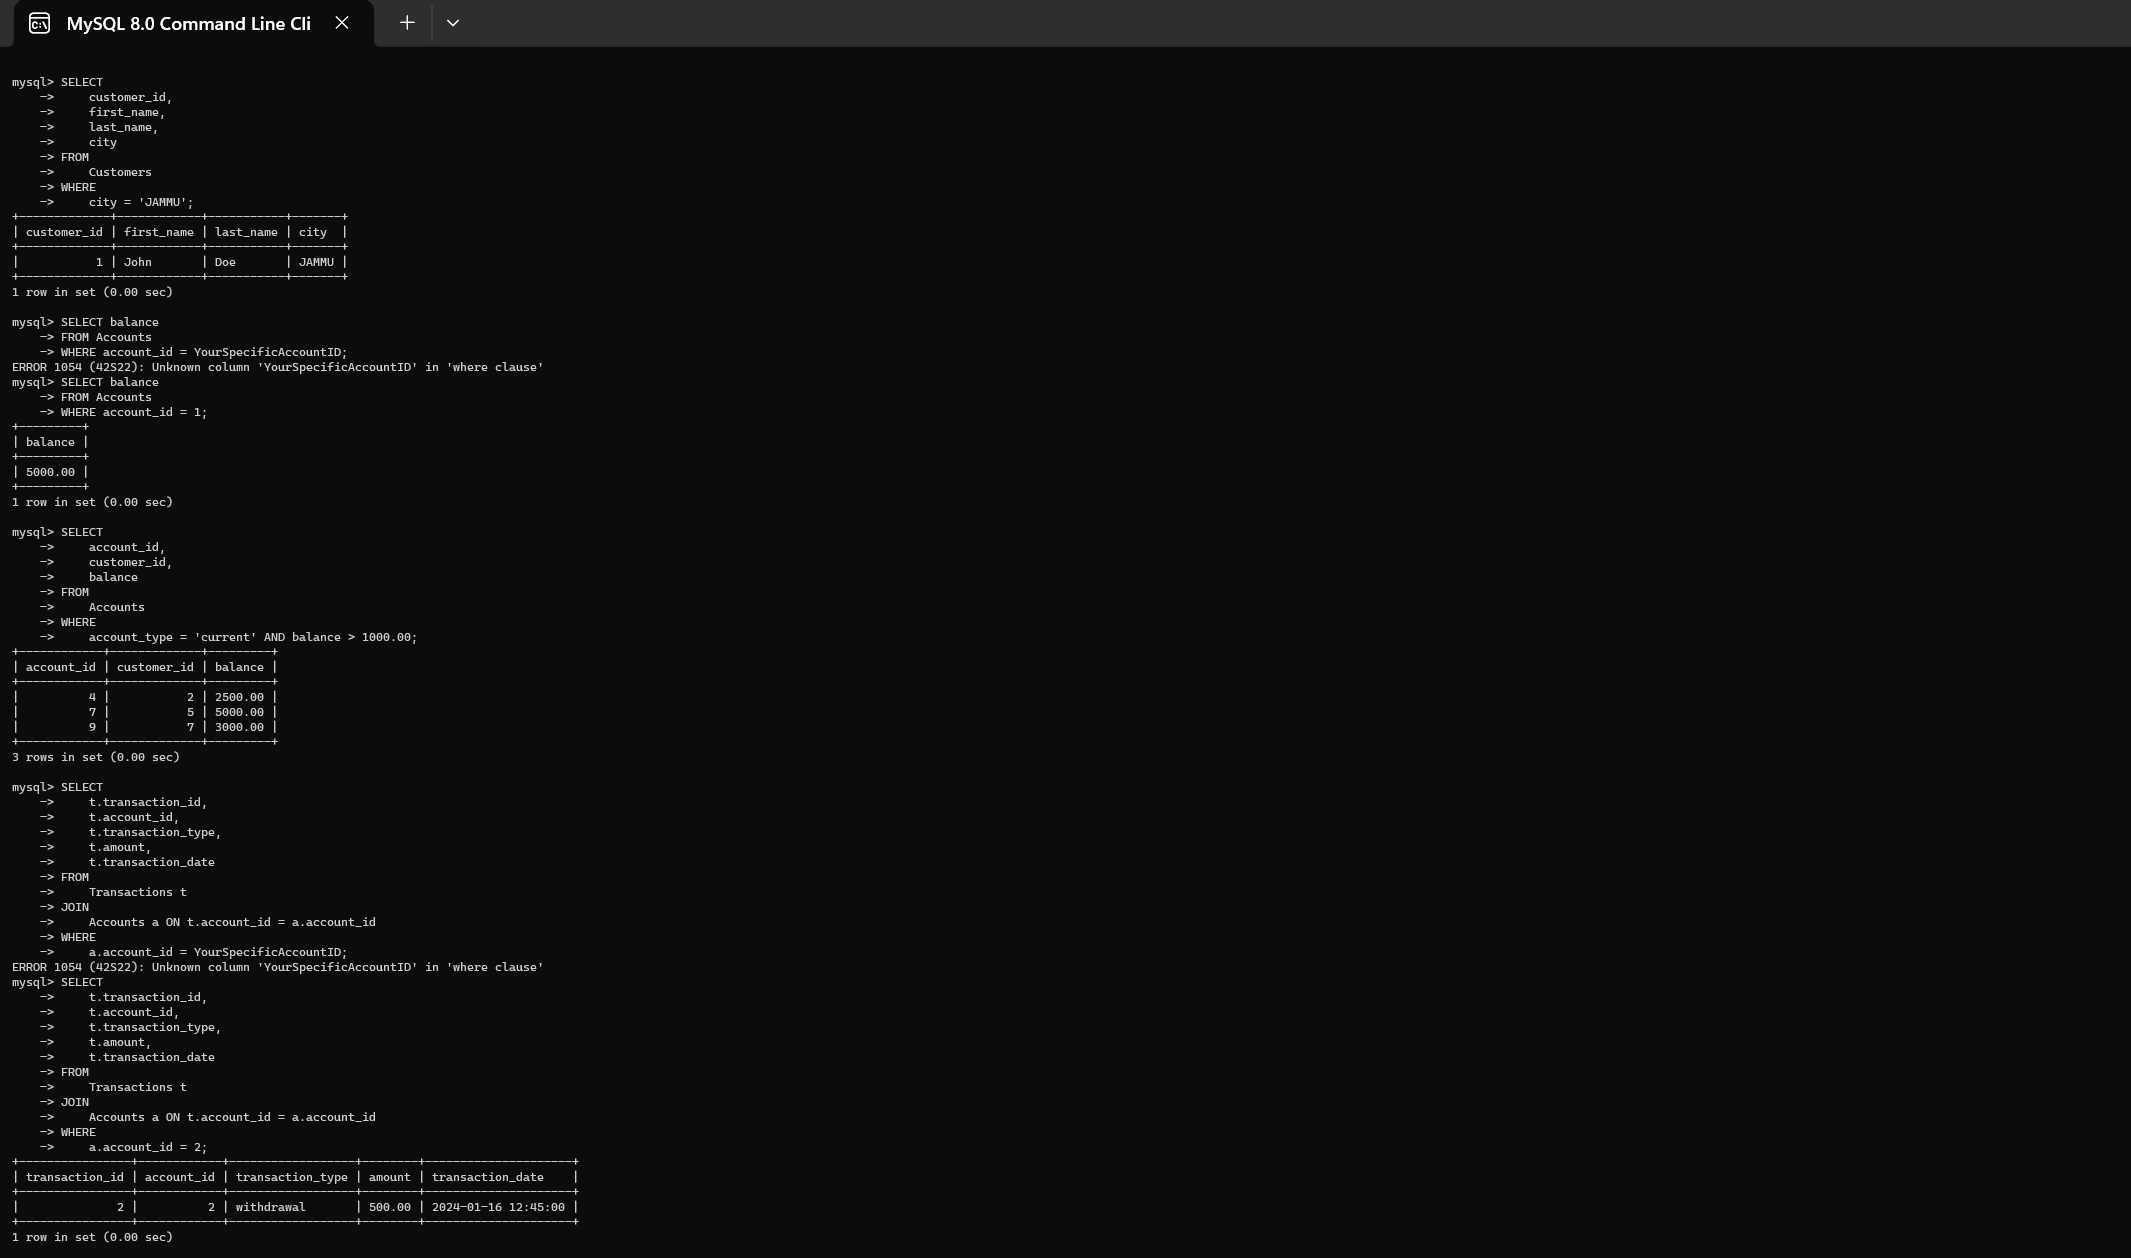 MySQL 8.0 Command Line Cli
mysql> SELECT
    ->     customer_id,
    ->     first_name,
    ->     last_name,
    ->     city
    -> FROM
    ->     Customers
    -> WHERE
    ->     city = 'JAMMU';
+-------------+------------+-----------+-------+
| customer_id | first_name | last_name | city  |
+-------------+------------+-----------+-------+
|           1 | John       | Doe       | JAMMU |
+-------------+------------+-----------+-------+
1 row in set (0.00 sec)

mysql> SELECT balance
    -> FROM Accounts
    -> WHERE account_id = YourSpecificAccountID;
ERROR 1054 (42S22): Unknown column 'YourSpecificAccountID' in 'where clause'
mysql> SELECT balance
    -> FROM Accounts
    -> WHERE account_id = 1;
+---------+
| balance |
+---------+
| 5000.00 |
+---------+
1 row in set (0.00 sec)

mysql> SELECT
    ->     account_id,
    ->     customer_id,
    ->     balance
    -> FROM
    ->     Accounts
    -> WHERE
    ->     account_type = 'current' AND balance > 1000.00;
+------------+-------------+---------+
| account_id | customer_id | balance |
+------------+-------------+---------+
|          4 |           2 | 2500.00 |
|          7 |           5 | 5000.00 |
|          9 |           7 | 3000.00 |
+------------+-------------+---------+
3 rows in set (0.00 sec)

mysql> SELECT
    ->     t.transaction_id,
    ->     t.account_id,
    ->     t.transaction_type,
    ->     t.amount,
    ->     t.transaction_date
    -> FROM
    ->     Transactions t
    -> JOIN
    ->     Accounts a ON t.account_id = a.account_id
    -> WHERE
    ->     a.account_id = YourSpecificAccountID;
ERROR 1054 (42S22): Unknown column 'YourSpecificAccountID' in 'where clause'
mysql> SELECT
    ->     t.transaction_id,
    ->     t.account_id,
    ->     t.transaction_type,
    ->     t.amount,
    ->     t.transaction_date
    -> FROM
    ->     Transactions t
    -> JOIN
    ->     Accounts a ON t.account_id = a.account_id
    -> WHERE
    ->     a.account_id = 2;
+----------------+------------+------------------+--------+---------------------+
| transaction_id | account_id | transaction_type | amount | transaction_date    |
+----------------+------------+------------------+--------+---------------------+
|              2 |          2 | withdrawal       | 500.00 | 2024-01-16 12:45:00 |
+----------------+------------+------------------+--------+---------------------+
1 row in set (0.00 sec)